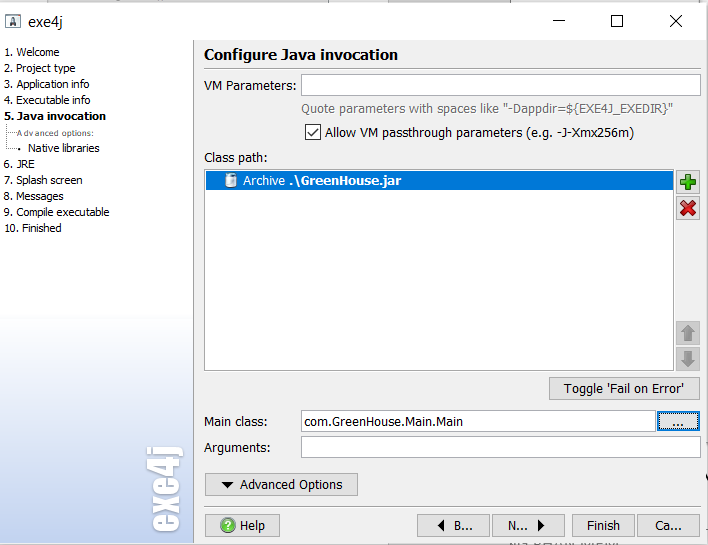 exe4j
1. Welcome
2. Project type
3. Application info
4. Executable info
5. Java invocation
Advanced options:
Native libraries
6. JRE
7. Splash screen
8. Messages
9. Compile executable
10. Finished
exe4j
Configure Java invocation
VM Parameters:
Quote parameters with spaces like "-Dappdir=${EXE4J_EXEDIR}"
Allow VM passthrough parameters (e.g. -J-Xmx256m)
Class path:
Archive .\GreenHouse.jar
Toggle 'Fail on Error'
Main class: com.GreenHouse.Main.Main ...
Arguments:
Advanced Options
Help B... N... Finish Ca...